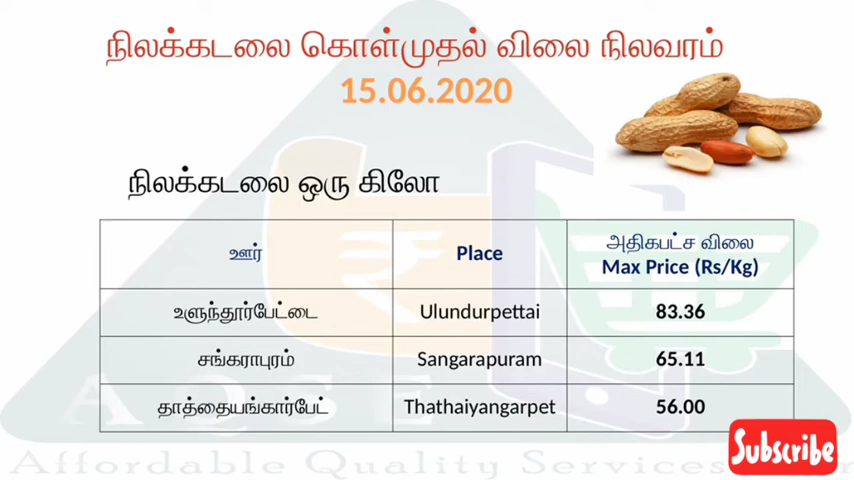 நிலக்கடலை கொள்முதல் விலை நிலவரம்
15.06.2020
நிலக்கடலை ஒரு கிலோ
ஊர் Place அதிகபட்ச விலை
Max Price (Rs/Kg)
உளுந்தூர்பேட்டை Ulundurpettai 83.36
சங்கராபுரம் Sangarapuram 65.11
தாத்தையங்கார்பேட் Thathaiyangarpet 56.00
AQSE
Subscribe
Affordable Quality Services